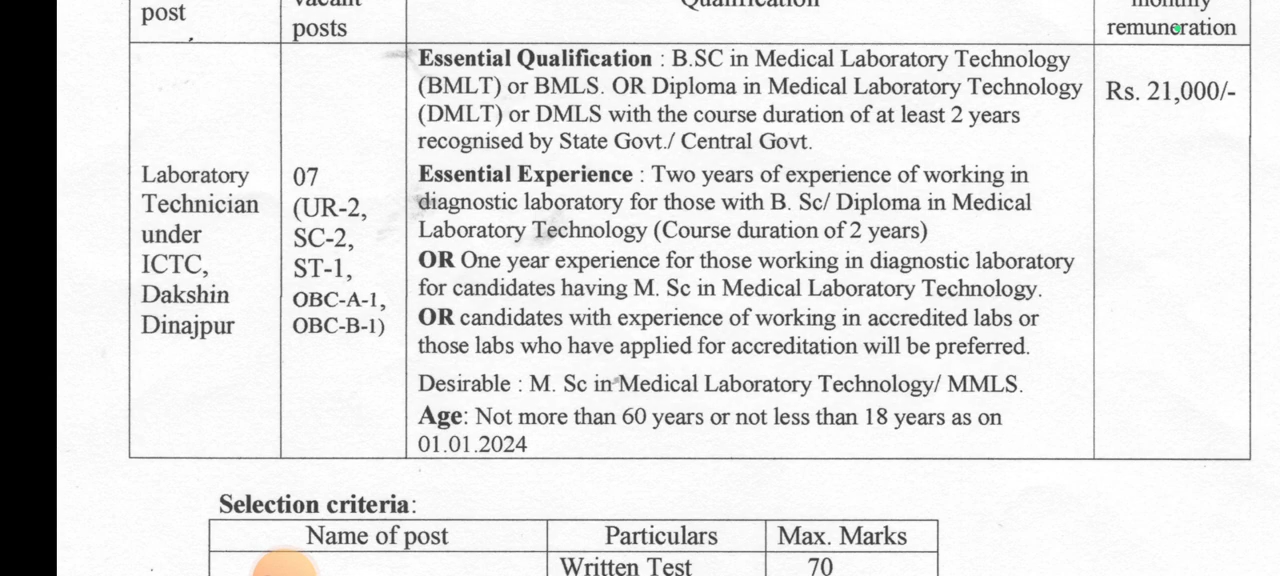 post
vacant
posts
Qualification
monthly
remuneration
Laboratory
Technician
under
ICTC,
Dakshin
Dinajpur
07
(UR-2,
SC-2,
ST-1,
OBC-A-1,
OBC-B-1)
Essential Qualification : B.SC in Medical Laboratory Technology
(BMLT) or BMLS. OR Diploma in Medical Laboratory Technology
(DMLT) or DMLS with the course duration of at least 2 years
recognised by State Govt./ Central Govt.
Essential Experience : Two years of experience of working in
diagnostic laboratory for those with B. Sc/ Diploma in Medical
Laboratory Technology (Course duration of 2 years)
OR One year experience for those working in diagnostic laboratory
for candidates having M. Sc in Medical Laboratory Technology.
OR candidates with experience of working in accredited labs or
those labs who have applied for accreditation will be preferred.
Desirable : M. Sc in Medical Laboratory Technology/ MMLS.
Age: Not more than 60 years or not less than 18 years as on
01.01.2024
Rs. 21,000/-
Selection criteria:
Name of post
Particulars
Max. Marks
Written Test
70